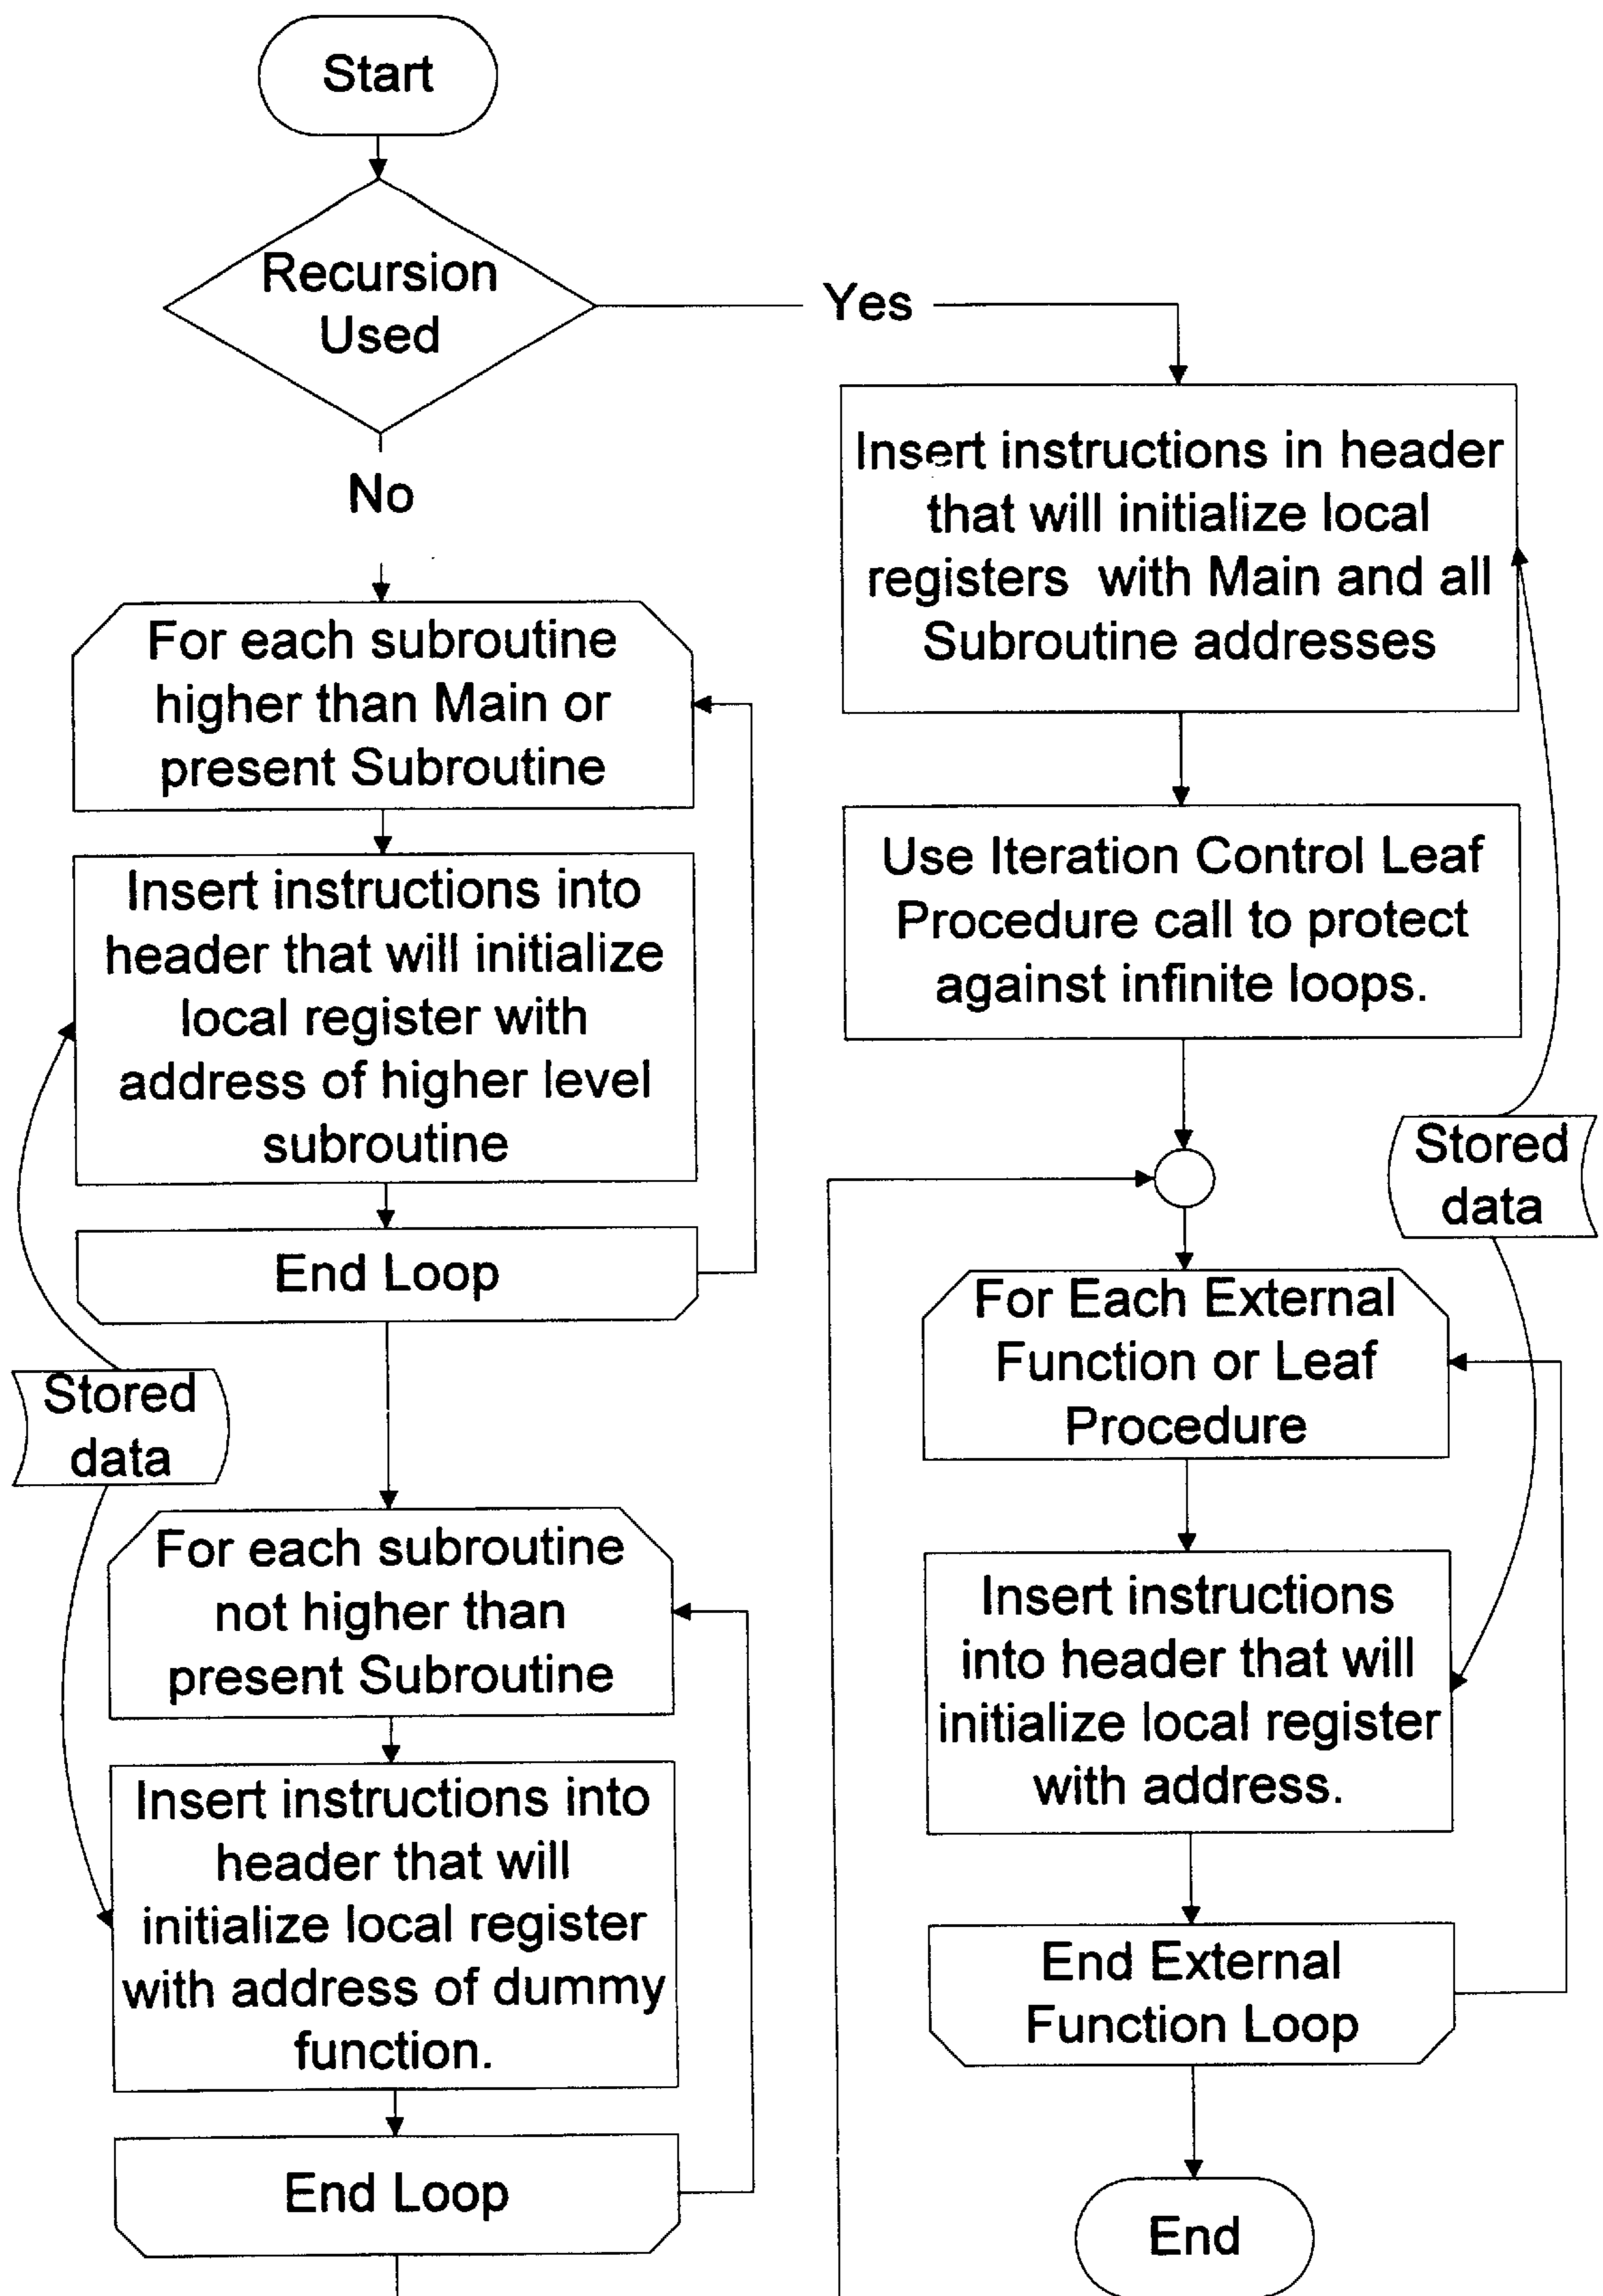 Start
Recursion
Used
Yes
No
For each subroutine
higher than Main or
present Subroutine
Insert instructions into
header that will initialize
local register with
address of higher level
subroutine
End Loop
Stored
data
For each subroutine
not higher than
present Subroutine
Insert instructions into
header that will
initialize local register
with address of dummy
function.
End Loop
Insert instructions in header
that will initialize local
registers with Main and all
Subroutine addresses
Use Iteration Control Leaf
Procedure call to protect
against infinite loops.
Stored
data
For Each External
Function or Leaf
Procedure
Insert instructions
into header that will
initialize local register
with address.
End External
Function Loop
End